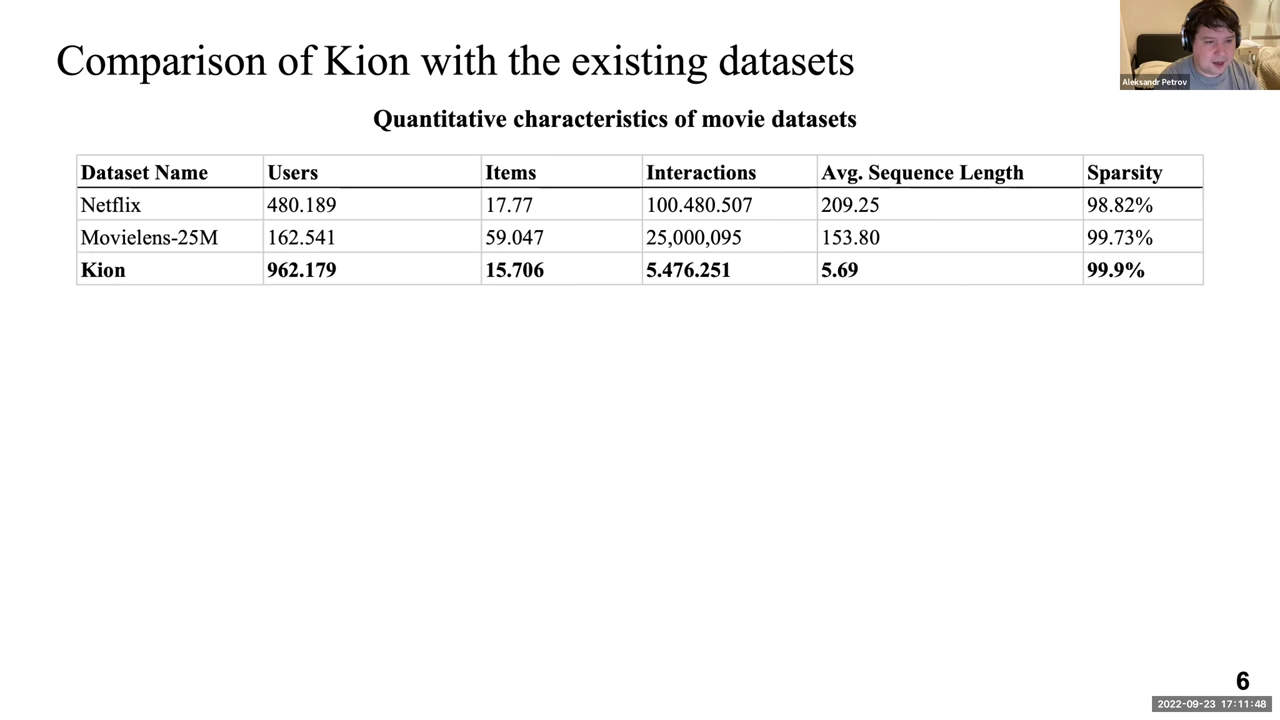 Comparison of Kion with the existing datasets
Aleksandr Petrov
Quantitative characteristics of movie datasets
Dataset Name Users Items Interactions Avg. Sequence Length Sparsity
Netflix 480.189 17.77 100.480.507 209.25 98.82%
Movielens-25M 162.541 59.047 25,000,095 153.80 99.73%
Kion 962.179 15.706 5.476.251 5.69 99.9%
6
2022-09-23 17:11:48